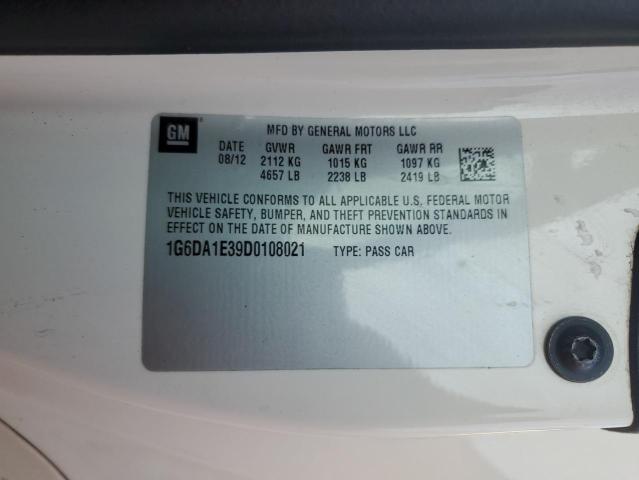 GM
®
MFD BY GENERAL MOTORS LLC
DATE GVWR GAWR FRT GAWR RR
08/12 2112 KG 1015 KG 1097 KG
4657 LB 2238 LB 2419 LB
THIS VEHICLE CONFORMS TO ALL APPLICABLE U.S. FEDERAL MOTOR
VEHICLE SAFETY, BUMPER, AND THEFT PREVENTION STANDARDS IN
EFFECT ON THE DATE OF MANUFACTURE SHOWN ABOVE.
1G6DA1E39D0108021 TYPE: PASS CAR